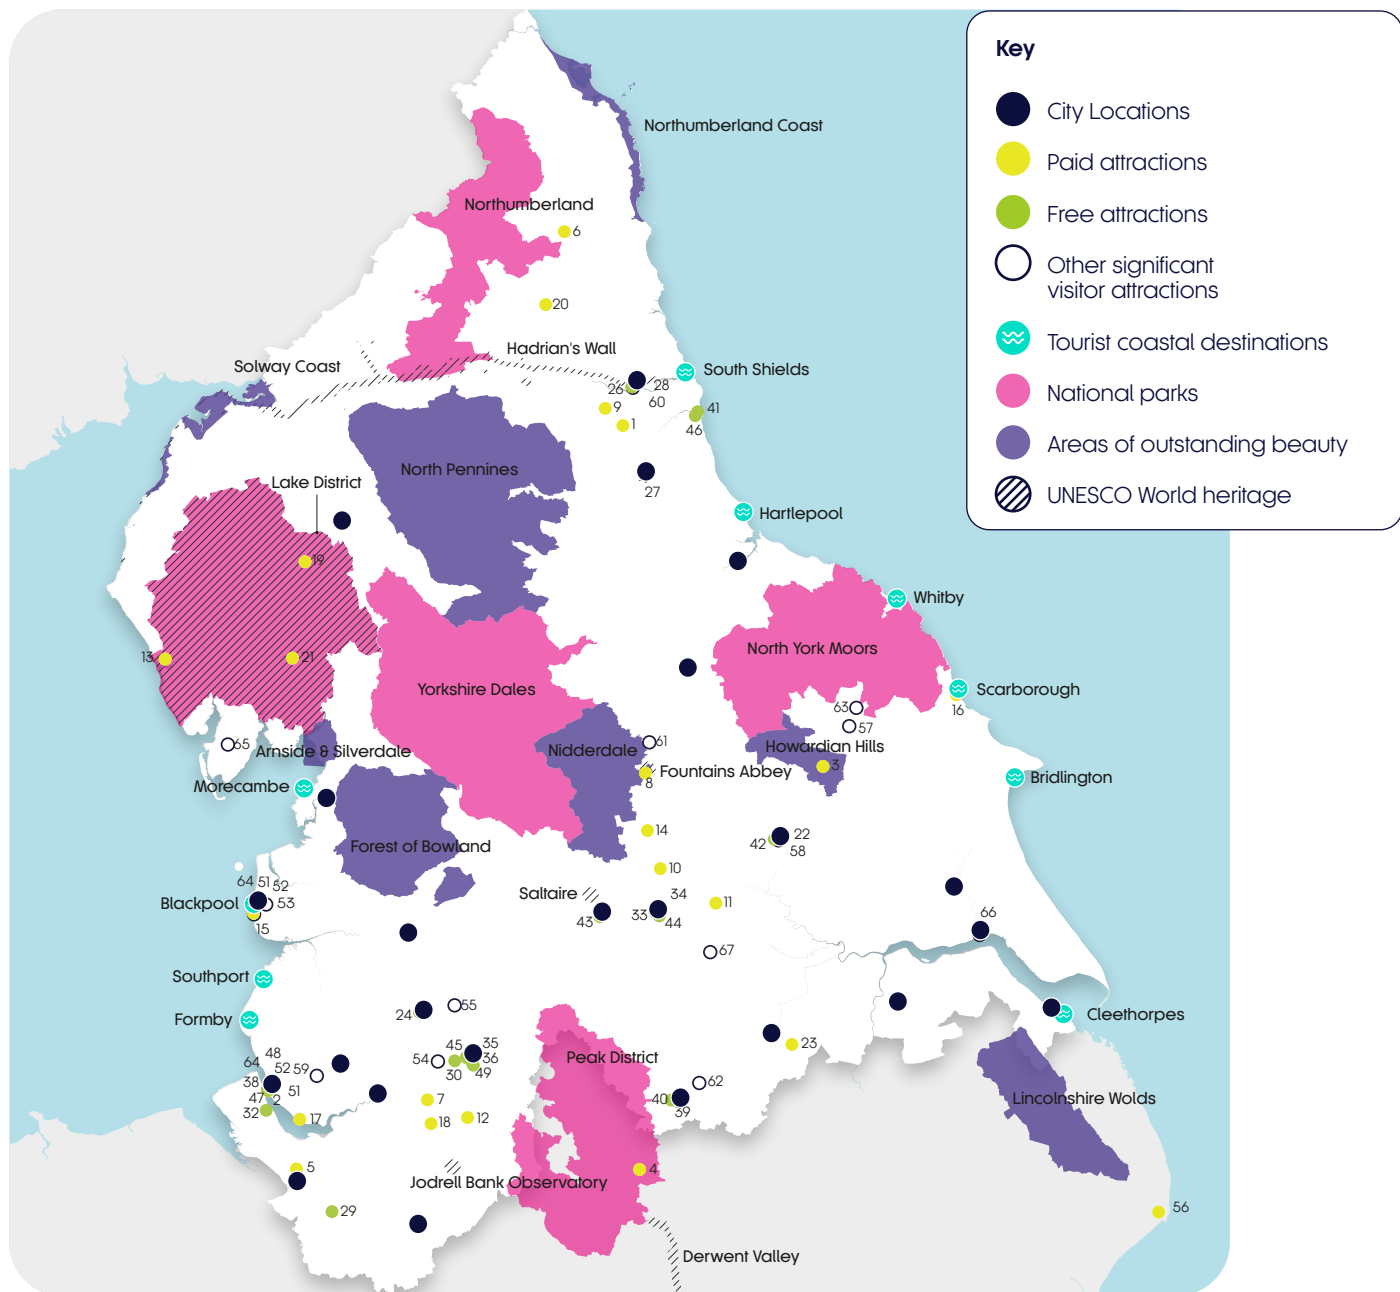 Key
City Locations
Paid attractions
Free attractions
Other significant
visitor attractions
Tourist coastal destinations
National parks
Areas of outstanding beauty
UNESCO World heritage
Northumberland Coast
Northumberland
6
20
Hadrian's Wall
Solway Coast
South Shields
26
28
60
9
1
41
46
North Pennines
27
Lake District
Hartlepool
19
Whitby
13
21
North York Moors
Yorkshire Dales
Scarborough
16
63
57
65
Arnside & Silverdale
Nidderdale
61
Howardian Hills
3
Fountains Abbey
8
Morecambe
Bridlington
14
22
42
58
Forest of Bowland
10
64
51
52
Blackpool
53
15
Saltaire
43
34
33
44
11
66
67
Southport
24
55
Formby
Cleethorpes
48
64
52
59
38
51
47
2
32
17
45
35
54
36
30
49
Peak District
23
62
40
39
Lincolnshire Wolds
7
18
12
5
Jodrell Bank Observatory
4
29
56
Derwent Valley